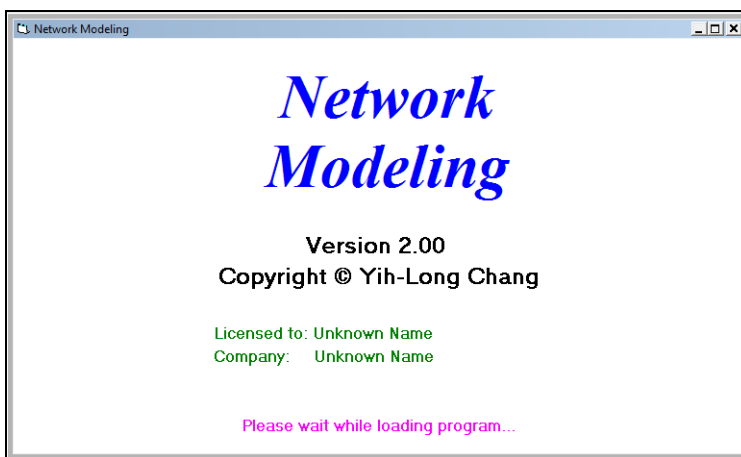 Network Modeling
Network
Modeling
Version 2.00
Copyright © Yih-Long Chang
Licensed to: Unknown Name
Company: Unknown Name
Please wait while loading program...